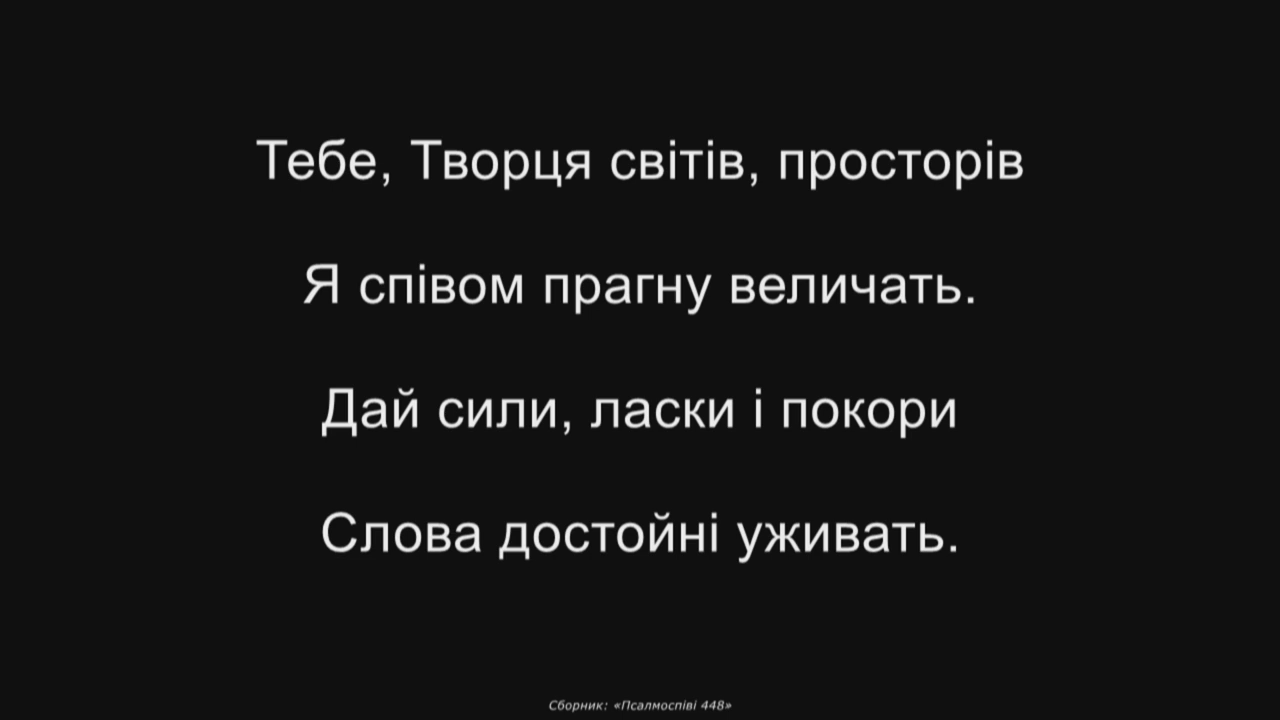 Тебе, Творця світів, просторів
Я співом прагну величать.
Дай сили, ласки і покори
Слова достойні уживать.
Сборник: «Псалмоспіві 448»